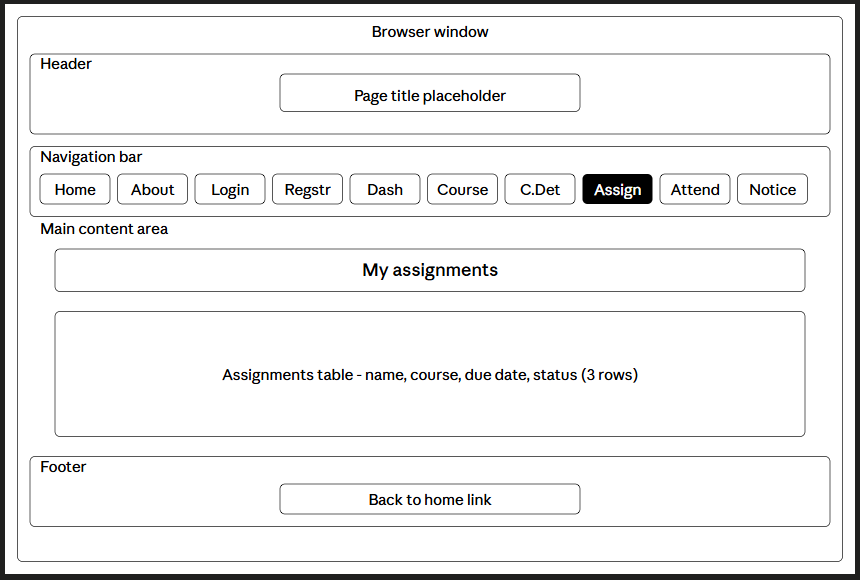 Browser window
Header
Page title placeholder
Navigation bar
Home About Login Regstr Dash Course C.Det Assign Attend Notice
Main content area
My assignments
Assignments table - name, course, due date, status (3 rows)
Footer
Back to home link